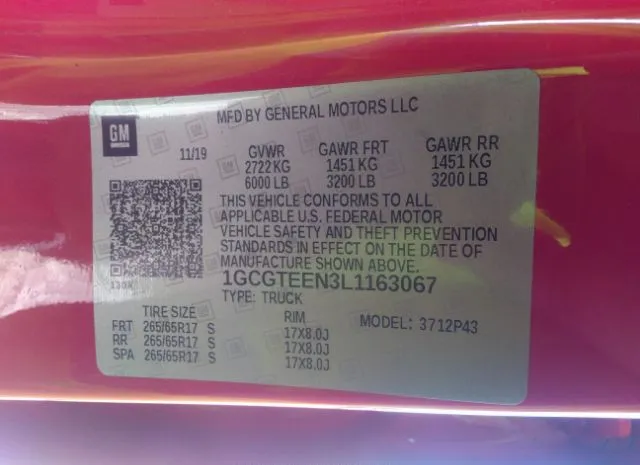 MFD BY GENERAL MOTORS LLC
GM
11/19 GVWR GAWR FRT GAWR RR
2722 KG 1451 KG 1451 KG
6000 LB 3200 LB 3200 LB
THIS VEHICLE CONFORMS TO ALL
APPLICABLE U.S. FEDERAL MOTOR
VEHICLE SAFETY AND THEFT PREVENTION
STANDARDS IN EFFECT ON THE DATE OF
MANUFACTURE SHOWN ABOVE.
1GCGTEEN3L1163067
TYPE: TRUCK
TIRE SIZE RIM MODEL: 3712P43
FRT 265/65R17 S 17X8.0J
RR 265/65R17 S 17X8.0J
SPA 265/65R17 S 17X8.0J